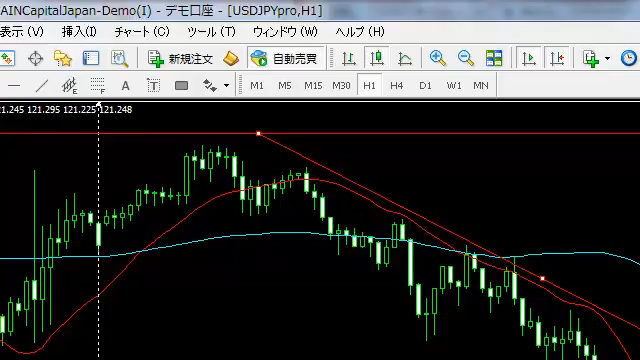 AINCapitalJapan-Demo(I) - デモ口座 - [USDJPYpro,H1]
表示 (V) 挿入(I) チャート (C) ツール (T) ウィンドウ (W) ヘルプ (H)
新規注文 自動売買
E F A T M1 M5 M15 M30 H1 H4 D1 W1 MN
21.245 121.295 121.225 121.248